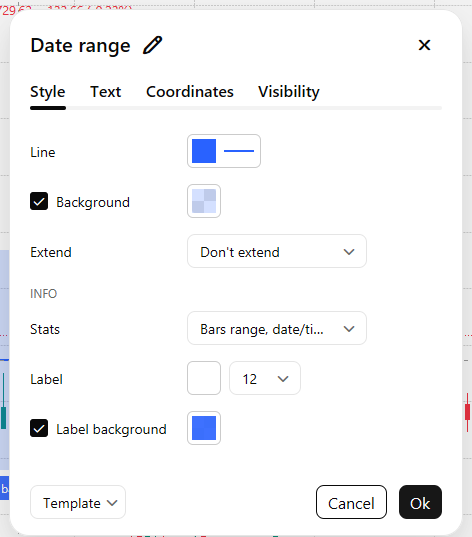 Date range
Style Text Coordinates Visibility
Line
Background
Extend Don't extend
INFO
Stats Bars range, date/ti...
Label 12
Label background
Template Cancel Ok